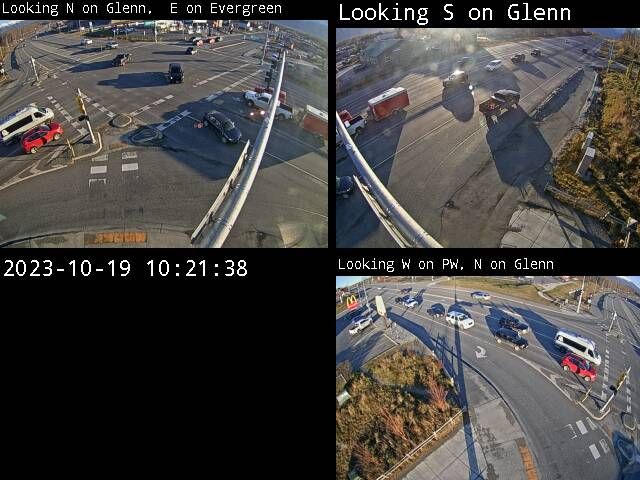 Looking N on Glenn,  E on Evergreen
Looking S on Glenn
2023-10-19 10:21:38
Looking W on PW, N on Glenn